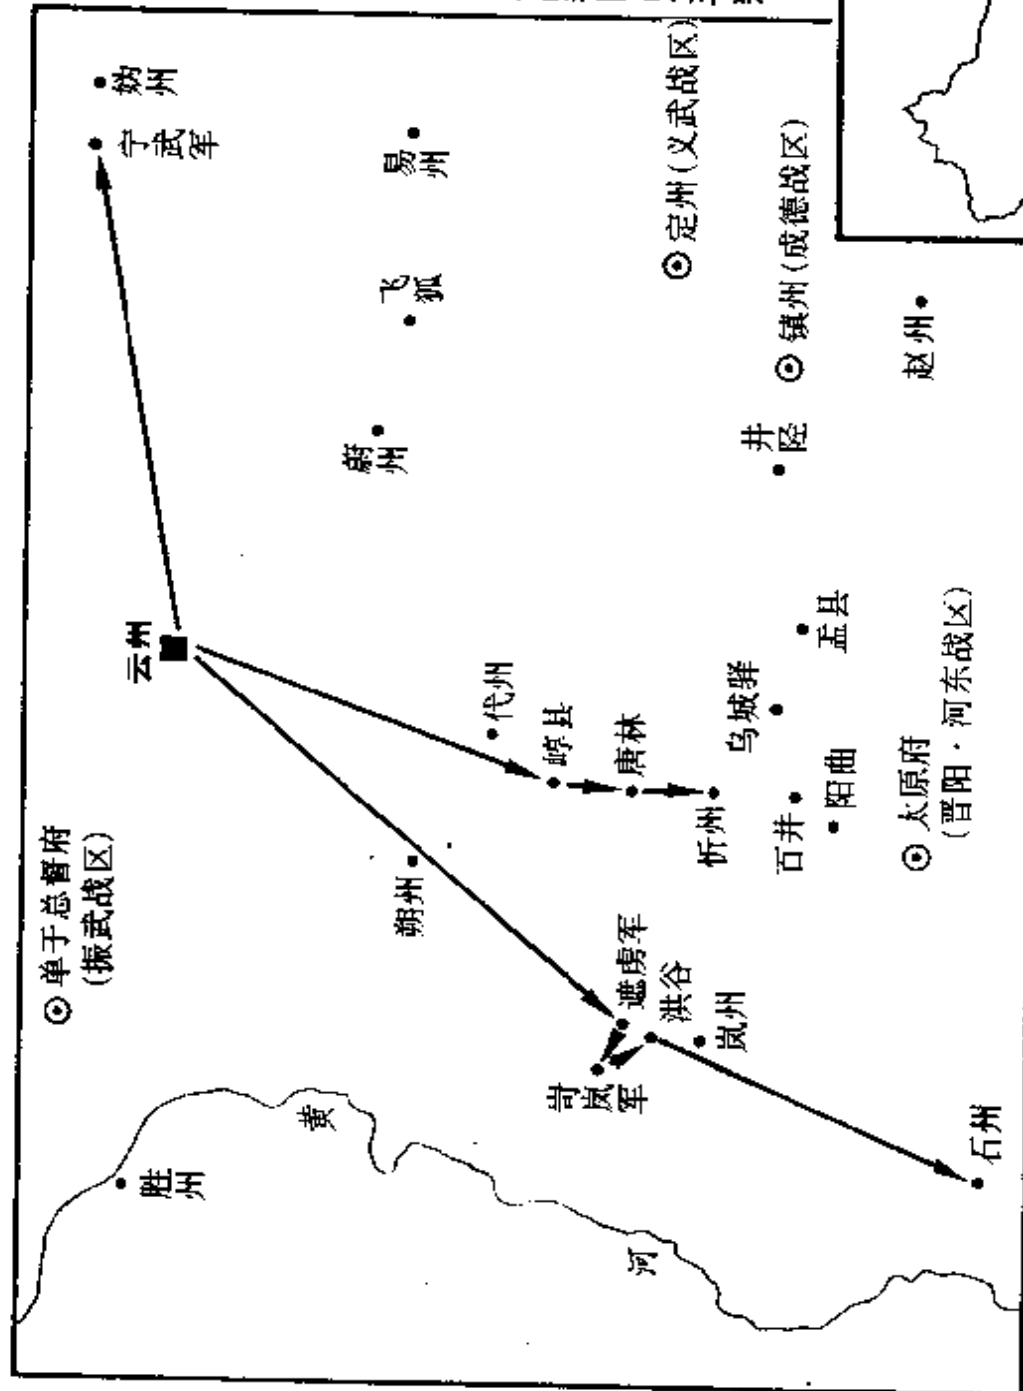 单于总督府
(振武战区)
云州
宁武军
妫州
胜州
黄
河
朔州
蔚州
飞狐
易州
代州
崞县
唐林
忻州
遮虏军
洪谷
岢岚军
岚州
石州
乌城驿
百井
阳曲
盂县
井陉
定州(义武战区)
镇州(成德战区)
赵州
太原府
(晋阳·河东战区)